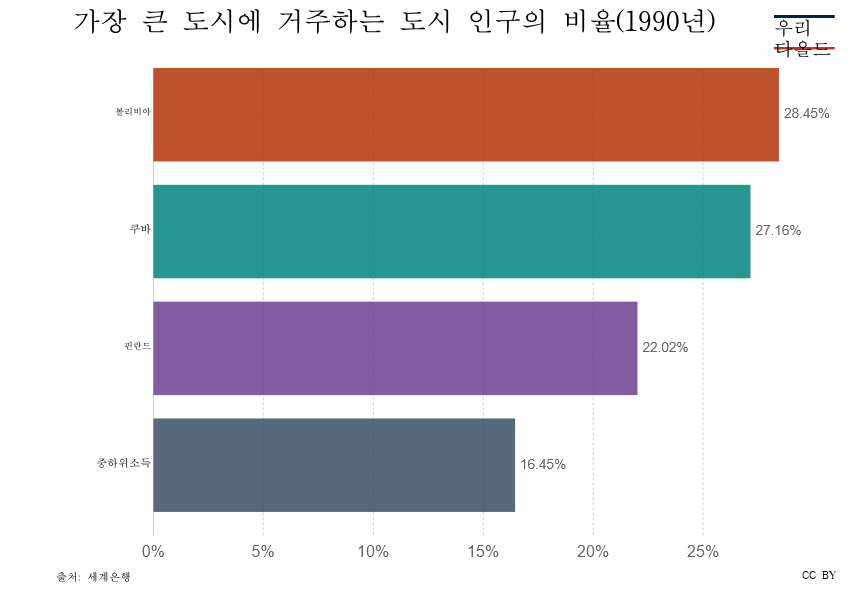 가장 큰 도시에 거주하는 도시 인구의 비율(1990년)
우리
다올드
볼리비아
28.45%
쿠바
27.16%
핀란드
22.02%
중하위소득
16.45%
0%
5%
10%
15%
20%
25%
출처: 세계은행
CC BY